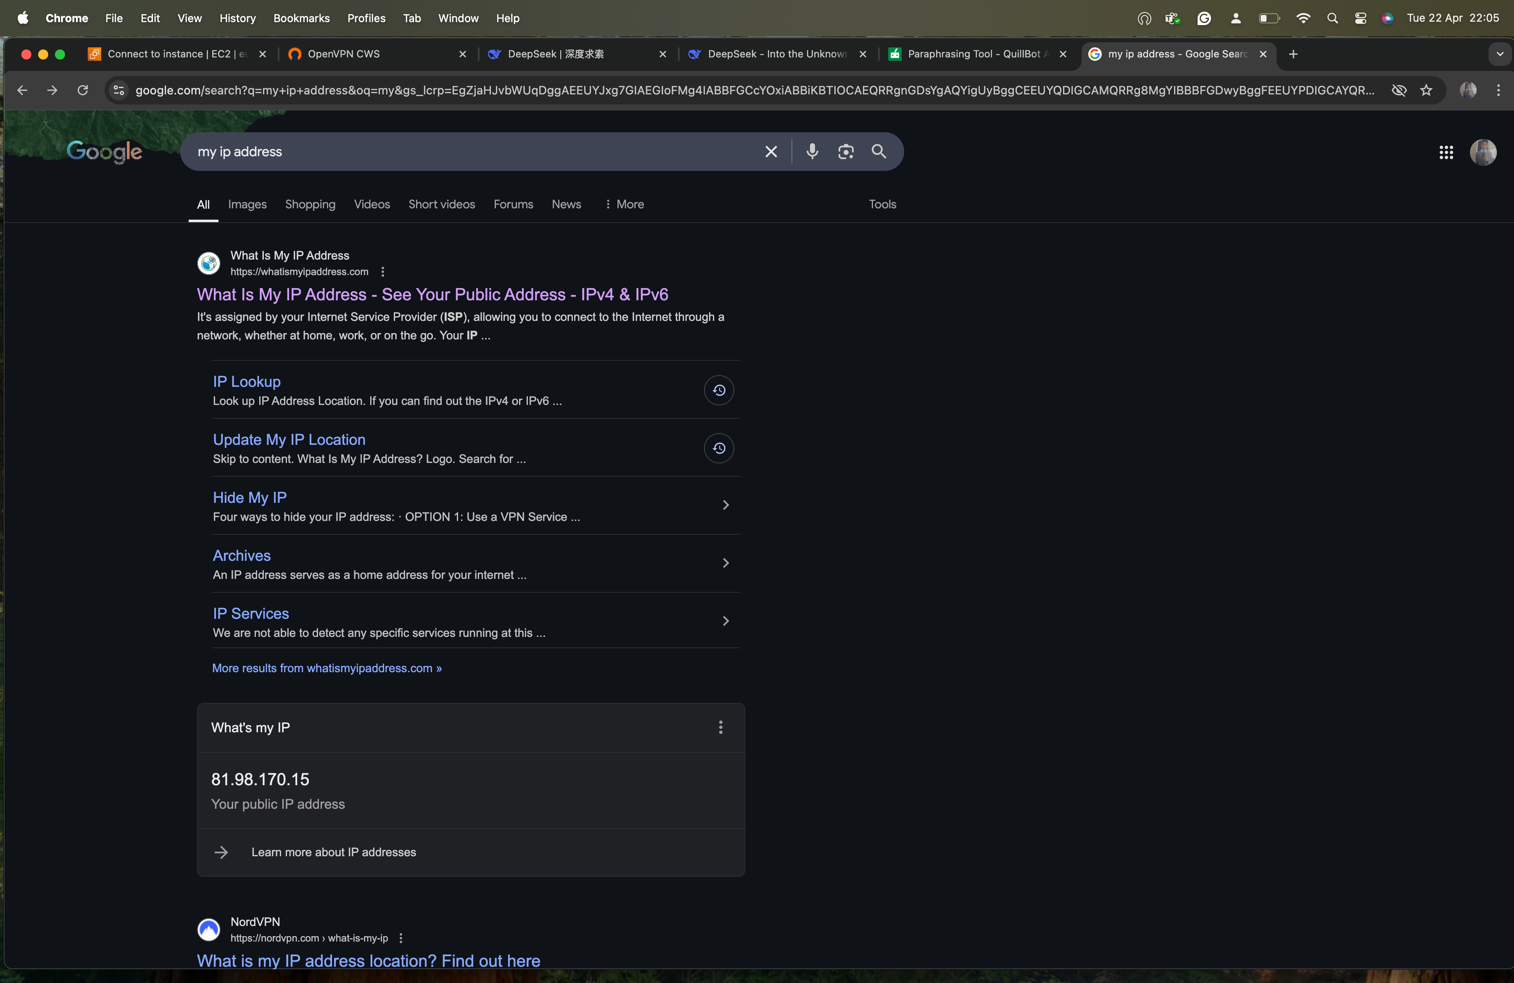 Chrome File Edit View History Bookmarks Profiles Tab Window Help Tue 22 Apr 22:05
Connect to instance | EC2 | eu OpenVPN CWS DeepSeek | 深度求索 DeepSeek - Into the Unknown Paraphrasing Tool - QuillBot A my ip address - Google Searc
google.com/search?q=my+ip+address&oq=my&gs_lcrp=EgZjaHJvbWUqDggAEEUYJxg7GIAEGIoFMg4IABBFGCcYOxiABBiKBTIOCAEQRRgnGDsYgAQYigUyBggCEEUYQDIGCAMQRRg8MgYIBBBFGDwyBggFEEUYPDIGCAYQR...
Google
my ip address
All Images Shopping Videos Short videos Forums News More Tools
What Is My IP Address
https://whatismyipaddress.com
What Is My IP Address - See Your Public Address - IPv4 & IPv6
It's assigned by your Internet Service Provider (ISP), allowing you to connect to the Internet through a
network, whether at home, work, or on the go. Your IP ...
IP Lookup
Look up IP Address Location. If you can find out the IPv4 or IPv6 ...
Update My IP Location
Skip to content. What Is My IP Address? Logo. Search for ...
Hide My IP
Four ways to hide your IP address: · OPTION 1: Use a VPN Service ...
Archives
An IP address serves as a home address for your internet ...
IP Services
We are not able to detect any specific services running at this ...
More results from whatismyipaddress.com »
What's my IP
81.98.170.15
Your public IP address
Learn more about IP addresses
NordVPN
https://nordvpn.com › what-is-my-ip
What is my IP address location? Find out here